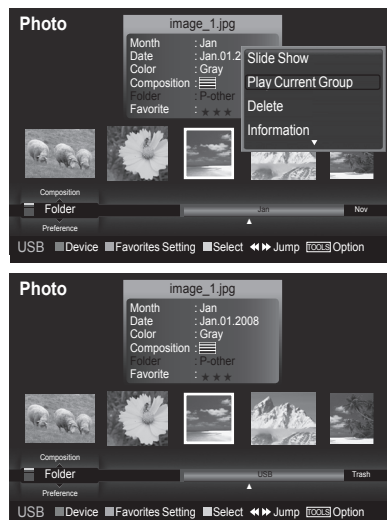 Photo
image_1.jpg
Month : Jan
Date : Jan.01.2
Color : Gray
Composition :
Folder : P-other
Favorite : ★ ★ ★
Slide Show
Play Current Group
Delete
Information
Composition
Folder
Preference
Jan
Nov
USB Device Favorites Setting Select Jump TOOLS Option
Photo
image_1.jpg
Month : Jan
Date : Jan.01.2008
Color : Gray
Composition :
Folder : P-other
Favorite : ★ ★ ★
Composition
Folder
Preference
USB
Trash
USB Device Favorites Setting Select Jump TOOLS Option